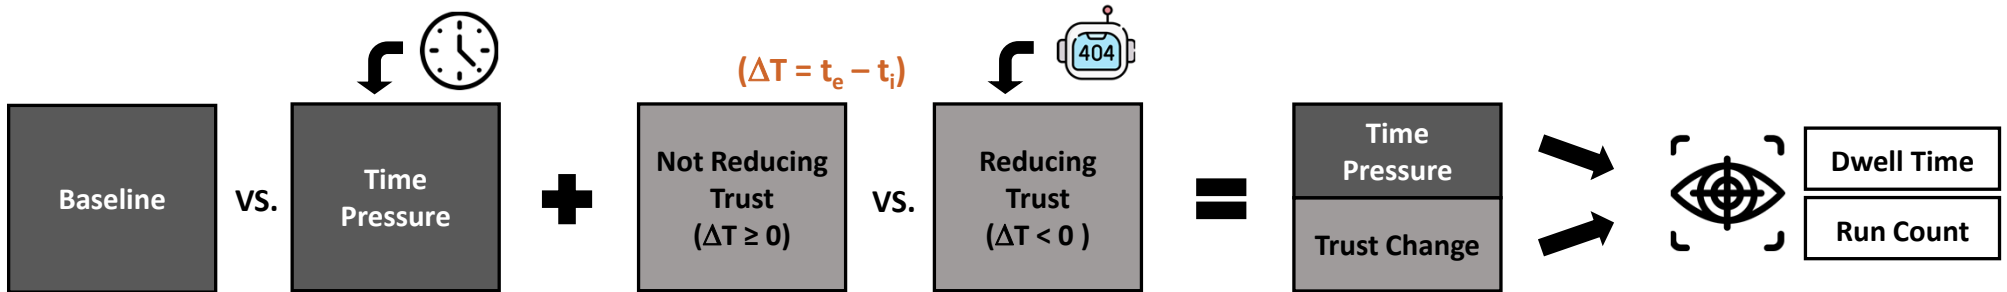 404
(ΔT = tₑ – tᵢ)
Baseline
VS.
Time
Pressure
Not Reducing
Trust
(ΔT ≥ 0)
VS.
Reducing
Trust
(ΔT < 0 )
Time
Pressure
Trust Change
Dwell Time
Run Count